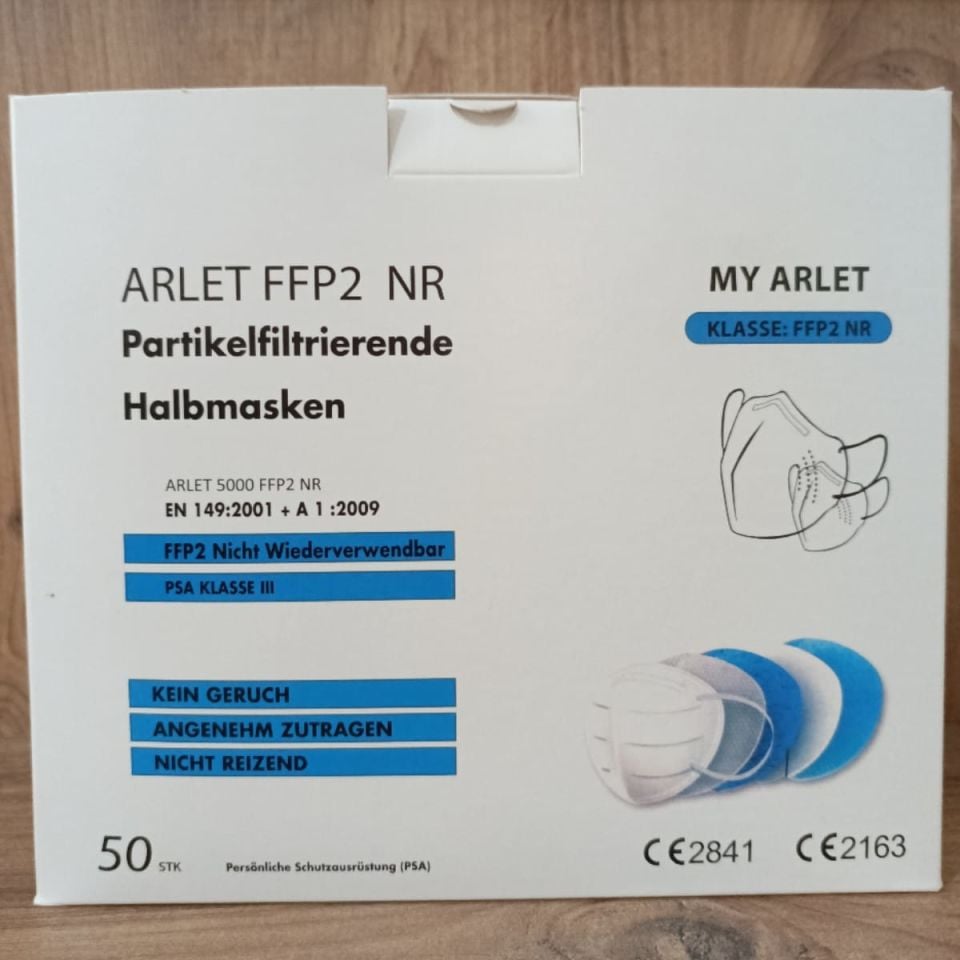 ARLET FFP2 NR
Partikelfiltrierende
Halbmasken
ARLET 5000 FFP2 NR
EN 149:2001 + A 1 :2009
FFP2 Nicht Wiederverwendbar
PSA KLASSE III
KEIN GERUCH
ANGENEHM ZUTRAGEN
NICHT REIZEND
50 STK
Persönliche Schutzausrüstung (PSA)
MY ARLET
KLASSE: FFP2 NR
CE2841 CE2163